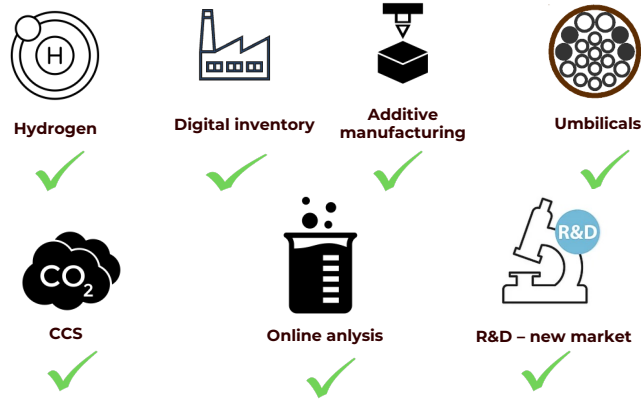 H
Hydrogen
Digital inventory
Additive
manufacturing
Umbilicals
CO2
CCS
Online anlysis
R&D
R&D – new market